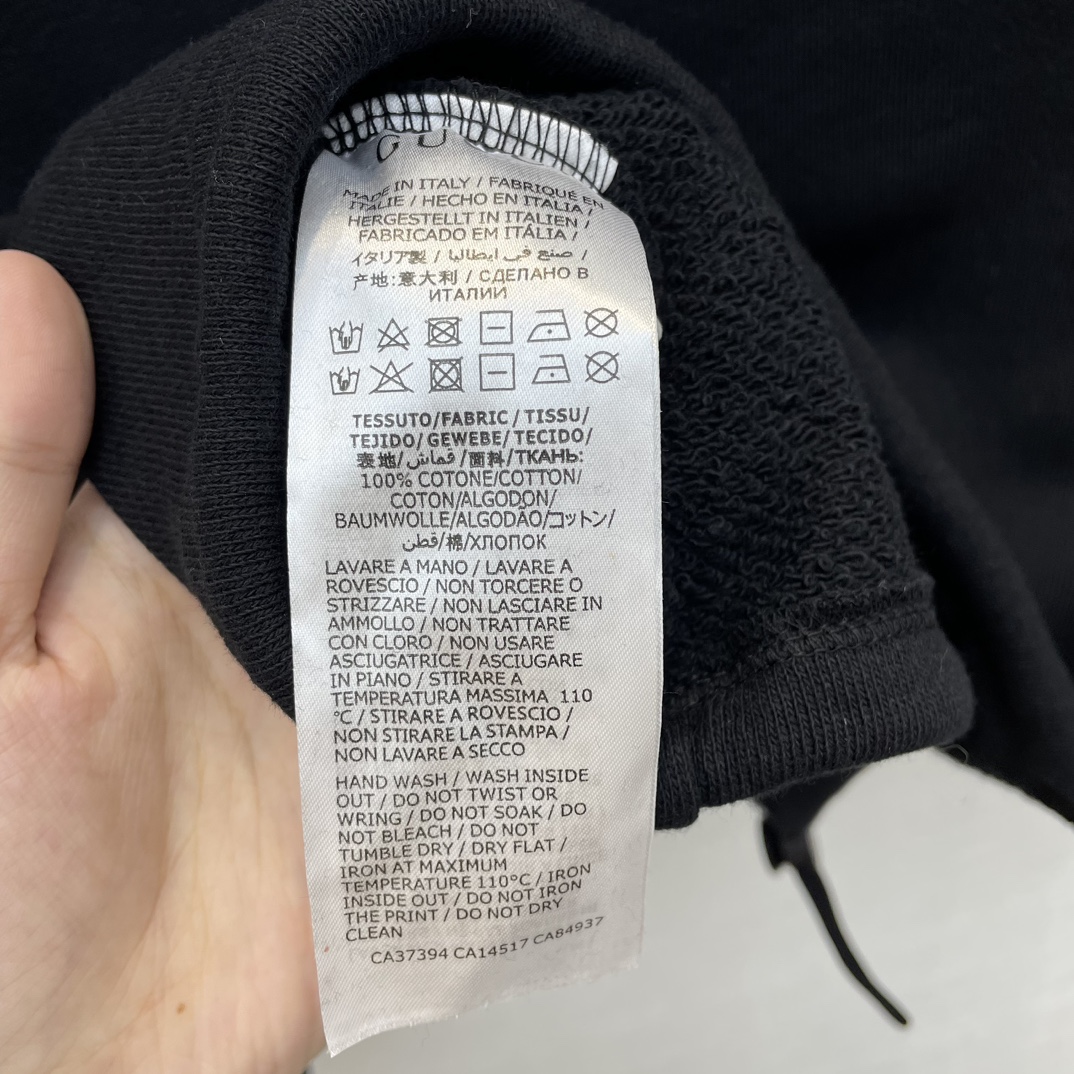 GU
MADE IN ITALY / FABRIQUÉ EN
ITALIE / HECHO EN ITALIA /
HERGESTELLT IN ITALIEN /
FABRICADO EM ITÁLIA /
イタリア製 / صنع في ايطاليا /
产地:意大利 / СДЕЛАНО В
ИТАЛИИ
TESSUTO/FABRIC / TISSU/
TEJIDO/ GEWEBE/ TECIDO/
表地/ قماش /面料/ТКАНЬ:
100% COTONE/COTTON/
COTON/ALGODON/
BAUMWOLLE/ALGODÃO/コットン/
قطن/棉/ХЛОПОК
LAVARE A MANO / LAVARE A
ROVESCIO / NON TORCERE O
STRIZZARE / NON LASCIARE IN
AMMOLLO / NON TRATTARE
CON CLORO / NON USARE
ASCIUGATRICE / ASCIUGARE
IN PIANO / STIRARE A
TEMPERATURA MASSIMA 110
°C / STIRARE A ROVESCIO /
NON STIRARE LA STAMPA /
NON LAVARE A SECCO
HAND WASH / WASH INSIDE
OUT / DO NOT TWIST OR
WRING / DO NOT SOAK / DO
NOT BLEACH / DO NOT
TUMBLE DRY / DRY FLAT /
IRON AT MAXIMUM
TEMPERATURE 110°C / IRON
INSIDE OUT / DO NOT IRON
THE PRINT / DO NOT DRY
CLEAN
CA37394 CA14517 CA84937